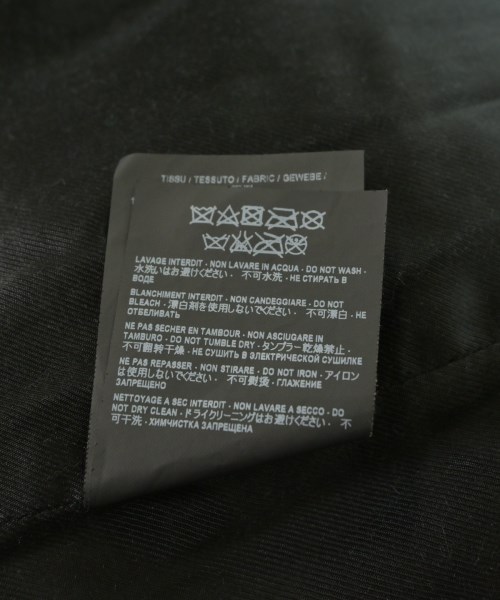 TISSU / TESSUTO / FABRIC / GEWEBE /
LAVAGE INTERDIT - NON LAVARE IN ACQUA - DO NOT WASH -
水洗いはお避けください. 不可水洗 - НЕ СТИРАТЬ В
ВОДЕ
BLANCHIMENT INTERDIT - NON CANDEGGIARE - DO NOT
BLEACH - 漂白剤を使用しないでください. 不可漂白 - НЕ
ОТБЕЛИВАТЬ
NE PAS SECHER EN TAMBOUR - NON ASCIUGARE IN
TAMBURO - DO NOT TUMBLE DRY - タンブラー乾燥禁止 -
不可翻转干燥 - НЕ СУШИТЬ В ЭЛЕКТРИЧЕСКОЙ СУШИЛКЕ
NE PAS REPASSER - NON STIRARE - DO NOT IRON - アイロン
は使用しないでください. 不可熨烫 - ГЛАЖЕНИЕ
ЗАПРЕЩЕНО
NETTOYAGE A SEC INTERDIT - NON LAVARE A SECCO - DO
NOT DRY CLEAN - ドライクリーニングはお避けください. 不
可干洗 - ХИМЧИСТКА ЗАПРЕЩЕНА